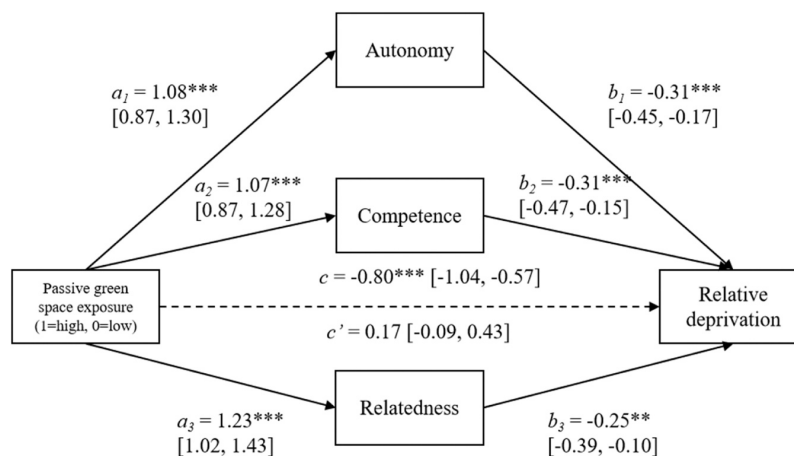 Autonomy
a₁ = 1.08***
[0.87, 1.30]
b₁ = -0.31***
[-0.45, -0.17]
a₂ = 1.07***
[0.87, 1.28]
Competence
b₂ = -0.31***
[-0.47, -0.15]
Passive green
space exposure
(1=high, 0=low)
c = -0.80*** [-1.04, -0.57]
c’ = 0.17 [-0.09, 0.43]
Relative
deprivation
a₃ = 1.23***
[1.02, 1.43]
Relatedness
b₃ = -0.25**
[-0.39, -0.10]